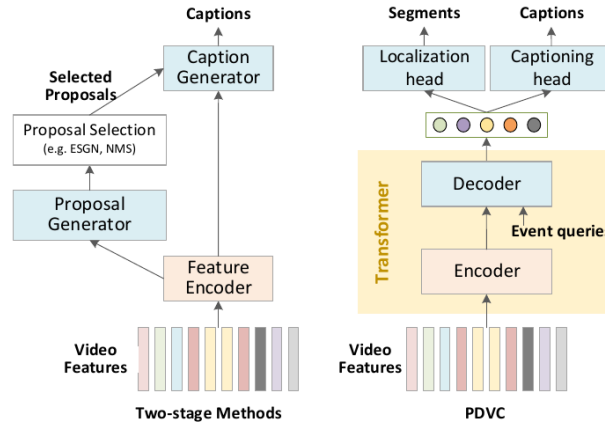 Captions
Caption
Generator
Selected
Proposals
Proposal Selection
(e.g. ESGN, NMS)
Proposal
Generator
Feature
Encoder
Video
Features
Two-stage Methods
Segments
Captions
Localization
head
Captioning
head
Transformer
Decoder
Event queries
Encoder
Video
Features
PDVC